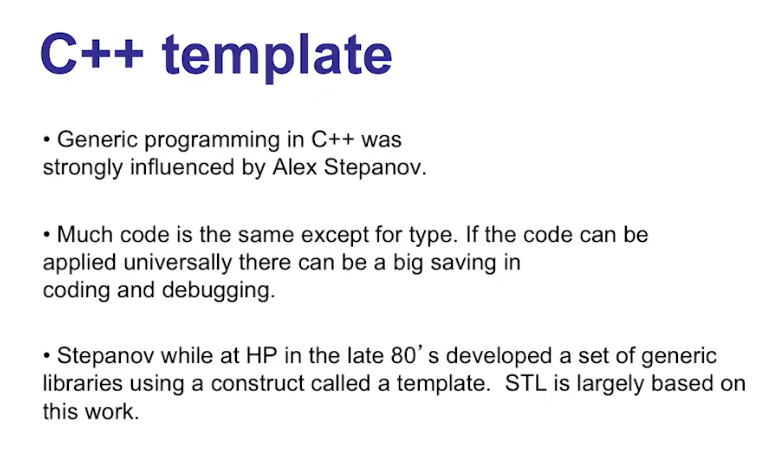 C++ template
• Generic programming in C++ was
strongly influenced by Alex Stepanov.
• Much code is the same except for type. If the code can be
applied universally there can be a big saving in
coding and debugging.
• Stepanov while at HP in the late 80’s developed a set of generic
libraries using a construct called a template.  STL is largely based on
this work.